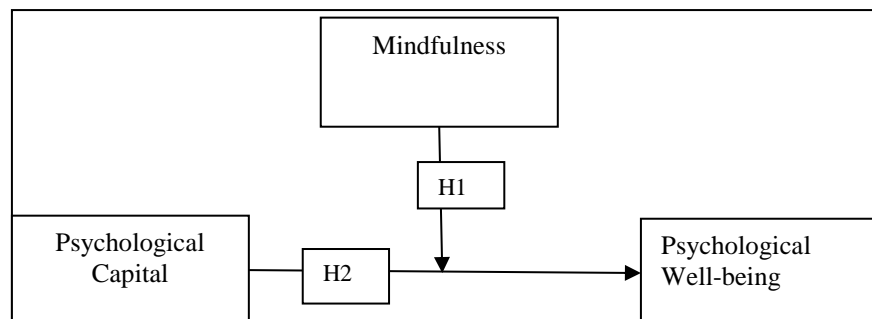 Mindfulness
H1
Psychological
Capital
H2
Psychological
Well-being